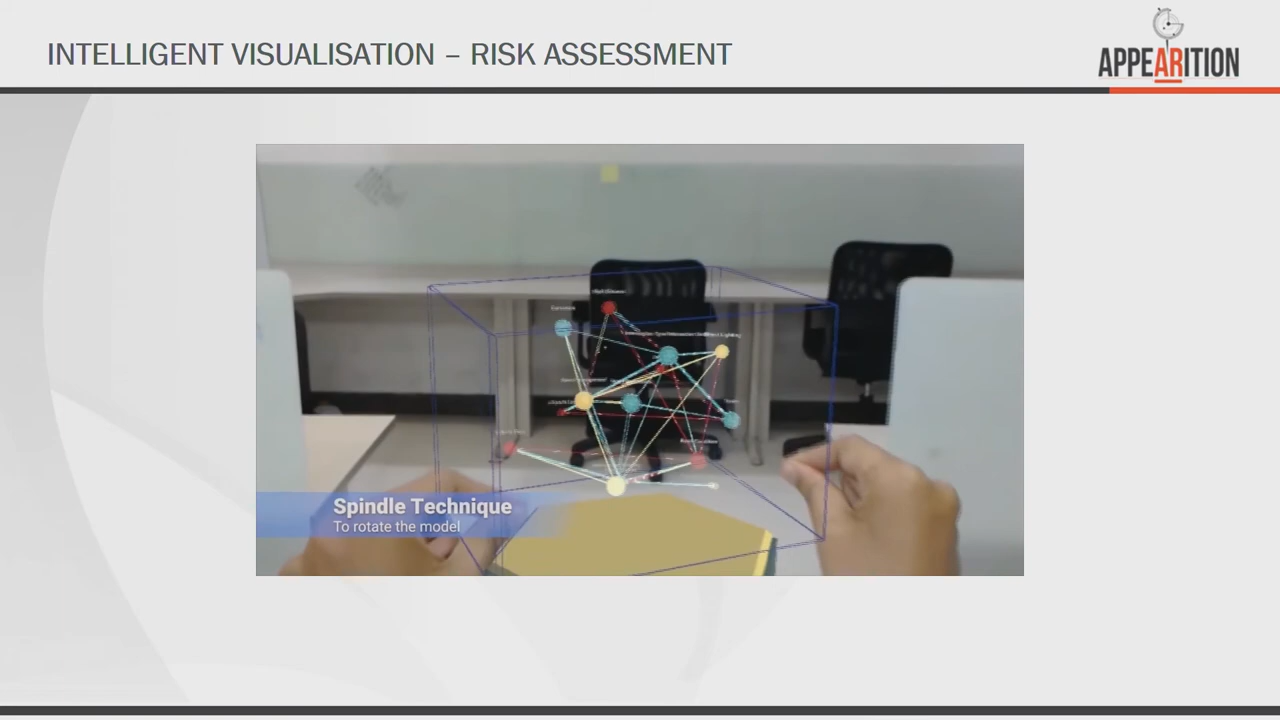 INTELLIGENT VISUALISATION – RISK ASSESSMENT
APPEARITION
Spindle Technique
To rotate the model